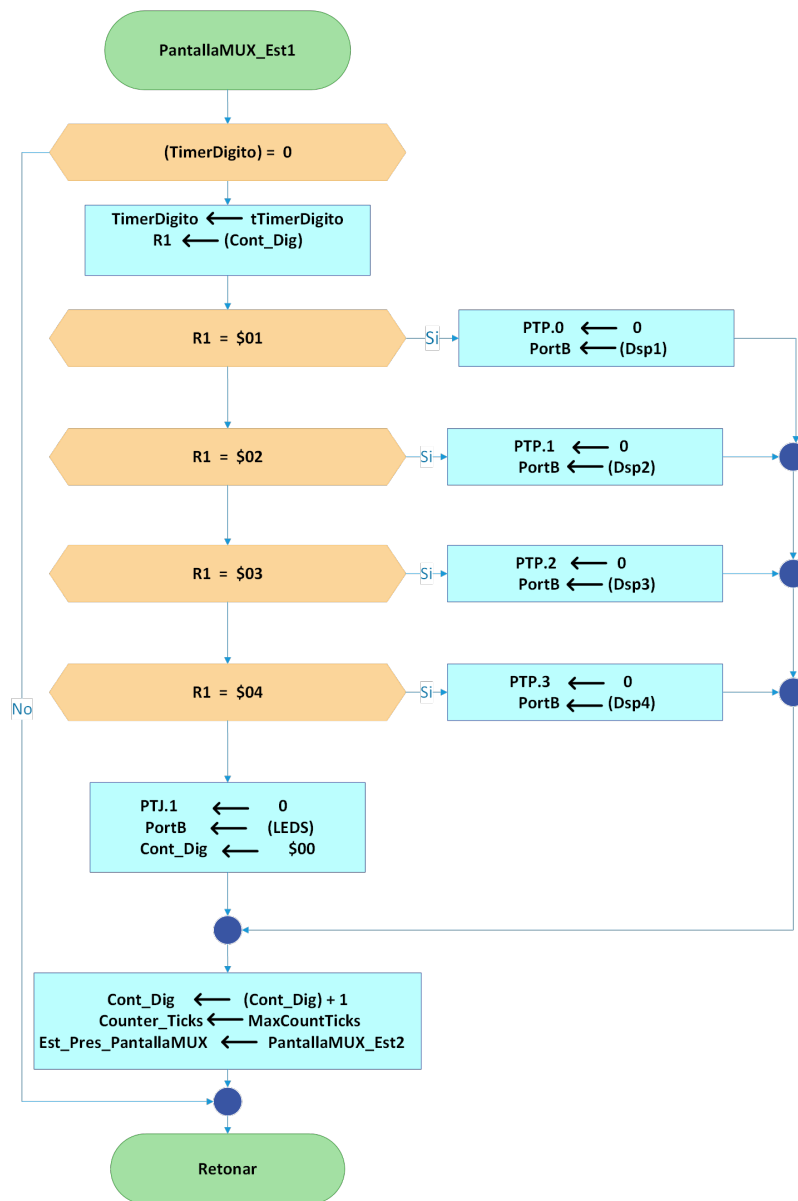 PantallaMUX_Est1
(TimerDigito) = 0
TimerDigito ← tTimerDigito
R1 ← (Cont_Dig)
R1 = $01
Si
PTP.0 ← 0
PortB ← (Dsp1)
R1 = $02
Si
PTP.1 ← 0
PortB ← (Dsp2)
R1 = $03
Si
PTP.2 ← 0
PortB ← (Dsp3)
R1 = $04
Si
PTP.3 ← 0
PortB ← (Dsp4)
No
PTJ.1 ← 0
PortB ← (LEDS)
Cont_Dig ← $00
Cont_Dig ← (Cont_Dig) + 1
Counter_Ticks ← MaxCountTicks
Est_Pres_PantallaMUX ← PantallaMUX_Est2
Retonar